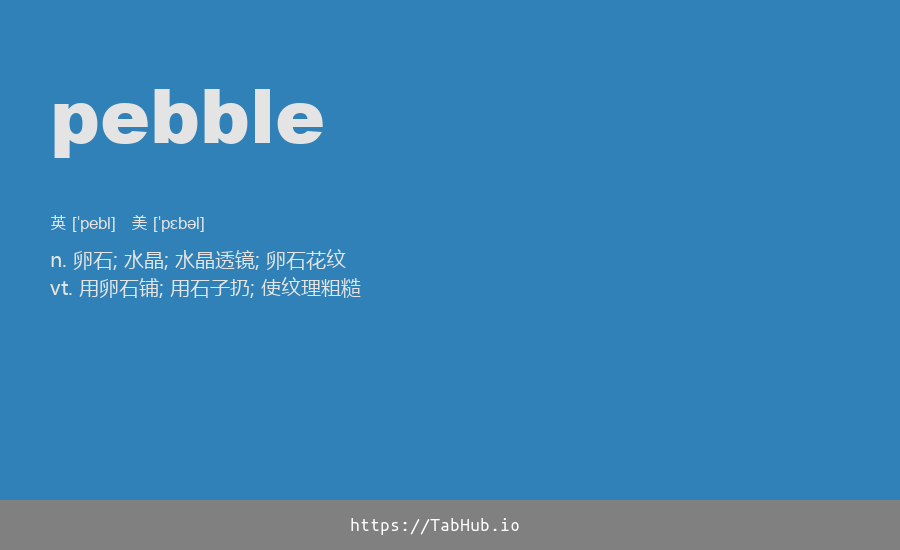 pebble
英 ['pebl] 美 ['pɛbəl]
n. 卵石; 水晶; 水晶透镜; 卵石花纹
vt. 用卵石铺; 用石子扔; 使纹理粗糙
https://TabHub.io